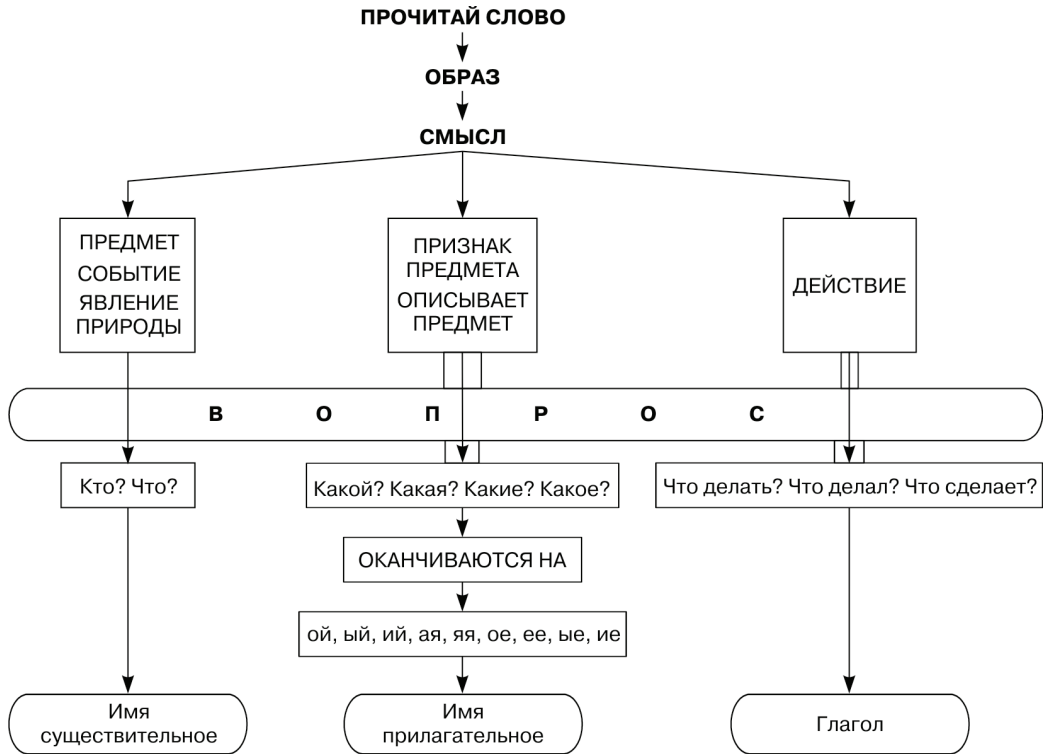 ПРОЧИТАЙ СЛОВО
ОБРАЗ
СМЫСЛ
ПРЕДМЕТ
СОБЫТИЕ
ЯВЛЕНИЕ
ПРИРОДЫ
ПРИЗНАК
ПРЕДМЕТА
ОПИСЫВАЕТ
ПРЕДМЕТ
ДЕЙСТВИЕ
В О П Р О С
Кто? Что?
Какой? Какая? Какие? Какое?
Что делать? Что делал? Что сделает?
ОКАНЧИВАЮТСЯ НА
ой, ый, ий, ая, яя, ое, ее, ые, ие
Имя
существительное
Имя
прилагательное
Глагол